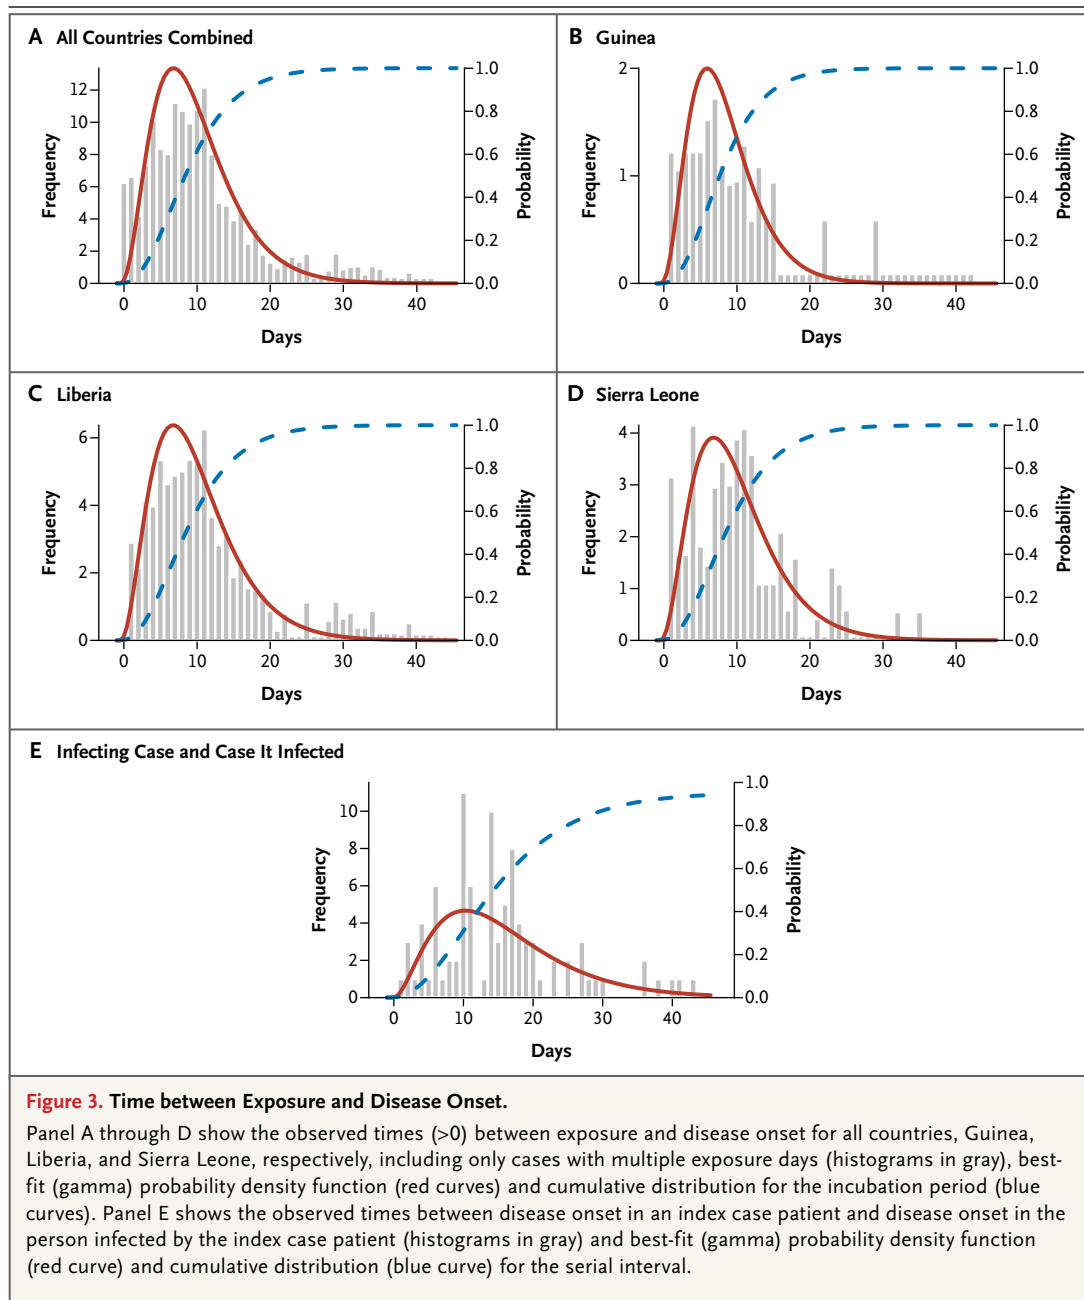 A All Countries Combined
Frequency
12
10
8
6
4
2
0
1.0
0.8
0.6
0.4
0.2
0.0
Probability
0 10 20 30 40
Days
B Guinea
Frequency
2
1
0
1.0
0.8
0.6
0.4
0.2
0.0
Probability
0 10 20 30 40
Days
C Liberia
Frequency
6
4
2
0
1.0
0.8
0.6
0.4
0.2
0.0
Probability
0 10 20 30 40
Days
D Sierra Leone
Frequency
4
3
2
1
0
1.0
0.8
0.6
0.4
0.2
0.0
Probability
0 10 20 30 40
Days
E Infecting Case and Case It Infected
Frequency
10
8
6
4
2
0
1.0
0.8
0.6
0.4
0.2
0.0
Probability
0 10 20 30 40
Days
Figure 3. Time between Exposure and Disease Onset.
Panel A through D show the observed times (>0) between exposure and disease onset for all countries, Guinea,
Liberia, and Sierra Leone, respectively, including only cases with multiple exposure days (histograms in gray), best-
fit (gamma) probability density function (red curves) and cumulative distribution for the incubation period (blue
curves). Panel E shows the observed times between disease onset in an index case patient and disease onset in the
person infected by the index case patient (histograms in gray) and best-fit (gamma) probability density function
(red curve) and cumulative distribution (blue curve) for the serial interval.